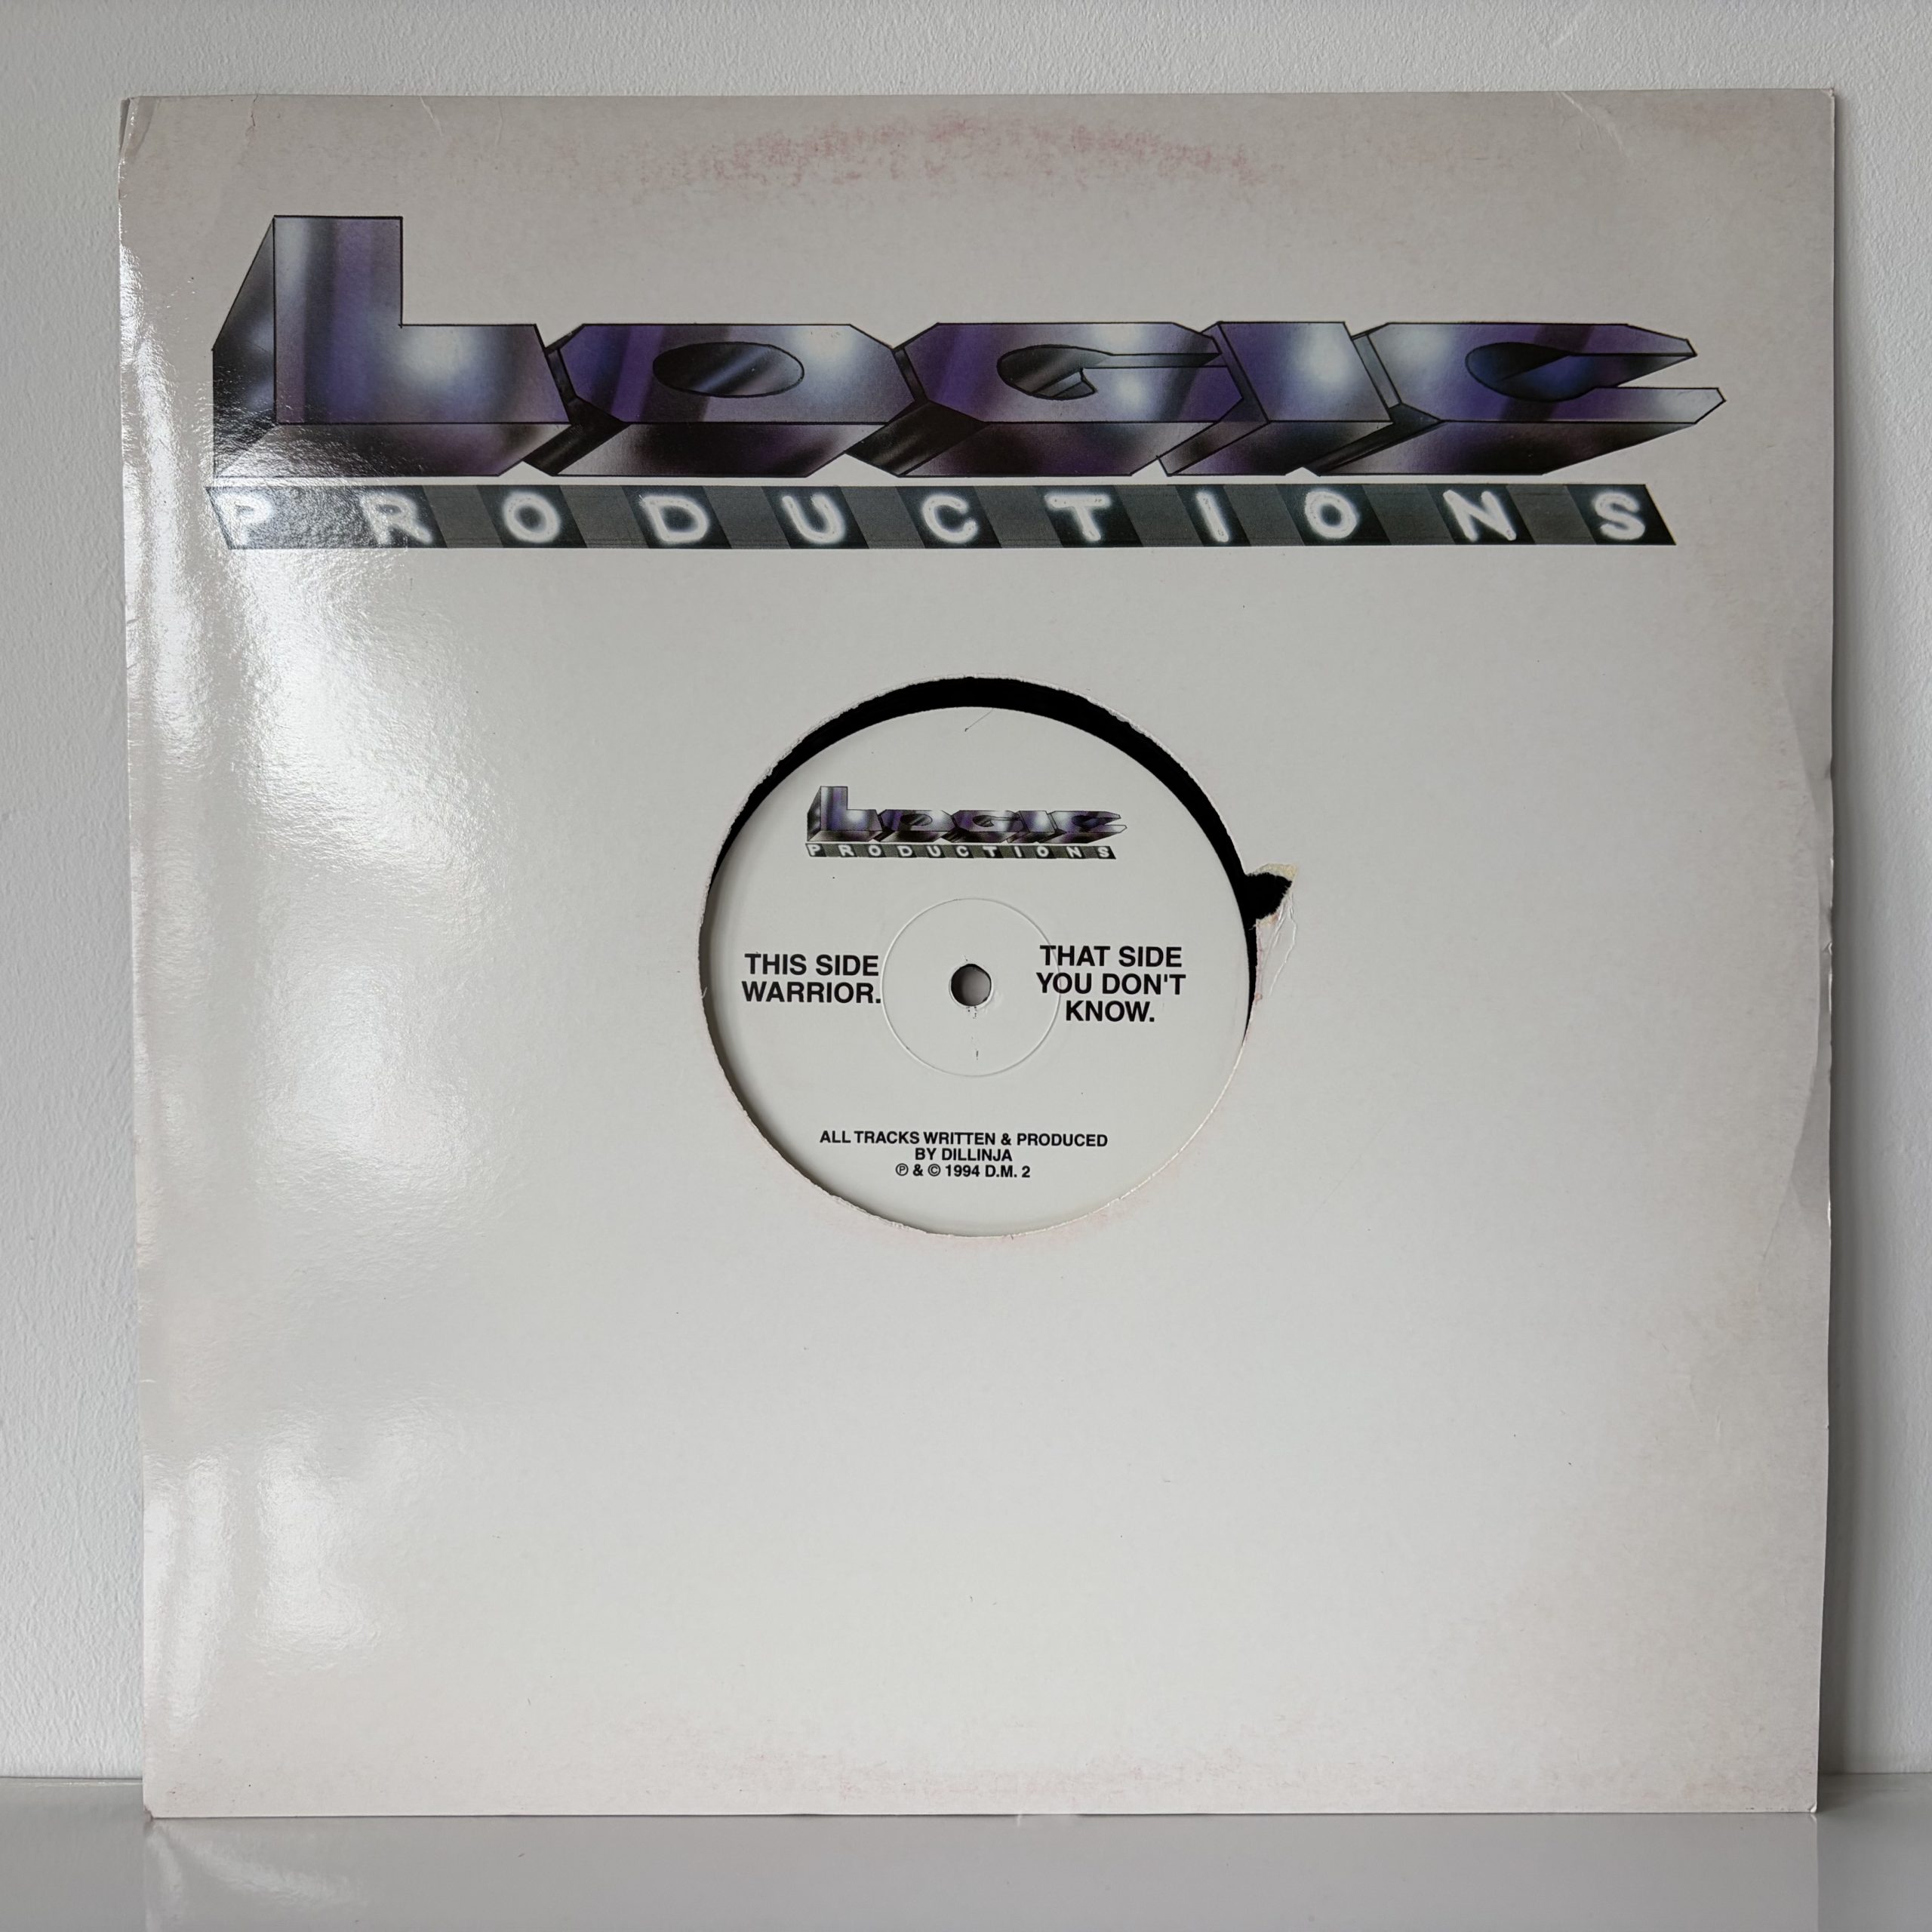 LOGIC
PRODUCTIONS
LOGIC
PRODUCTIONS
THIS SIDE
WARRIOR.
THAT SIDE
YOU DON'T
KNOW.
ALL TRACKS WRITTEN & PRODUCED
BY DILLINJA
℗ & © 1994 D.M. 2